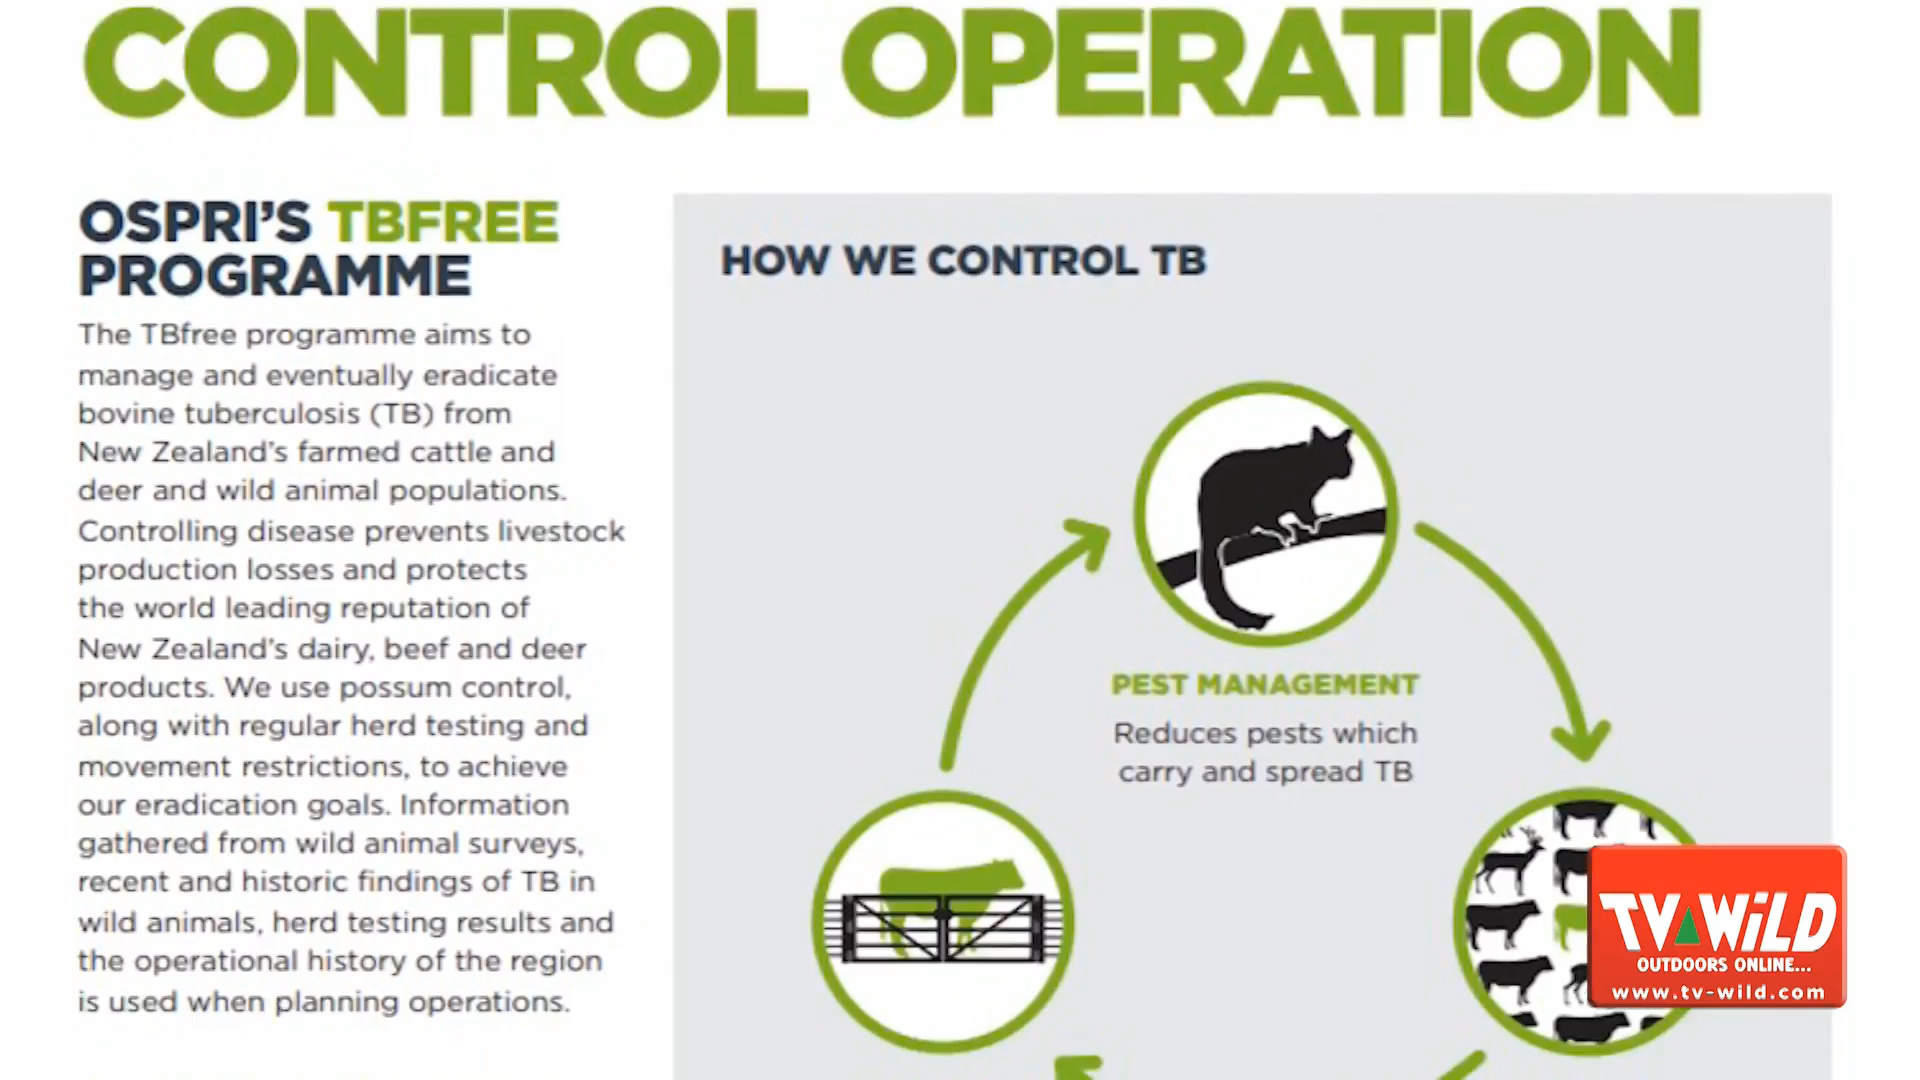 CONTROL OPERATION
OSPRI'S TBFREE
PROGRAMME
The TBfree programme aims to
manage and eventually eradicate
bovine tuberculosis (TB) from
New Zealand's farmed cattle and
deer and wild animal populations.
Controlling disease prevents livestock
production losses and protects
the world leading reputation of
New Zealand's dairy, beef and deer
products. We use possum control,
along with regular herd testing and
movement restrictions, to achieve
our eradication goals. Information
gathered from wild animal surveys,
recent and historic findings of TB in
wild animals, herd testing results and
the operational history of the region
is used when planning operations.
HOW WE CONTROL TB
PEST MANAGEMENT
Reduces pests which
carry and spread TB
TV WiLD
OUTDOORS ONLINE...
www.tv-wild.com